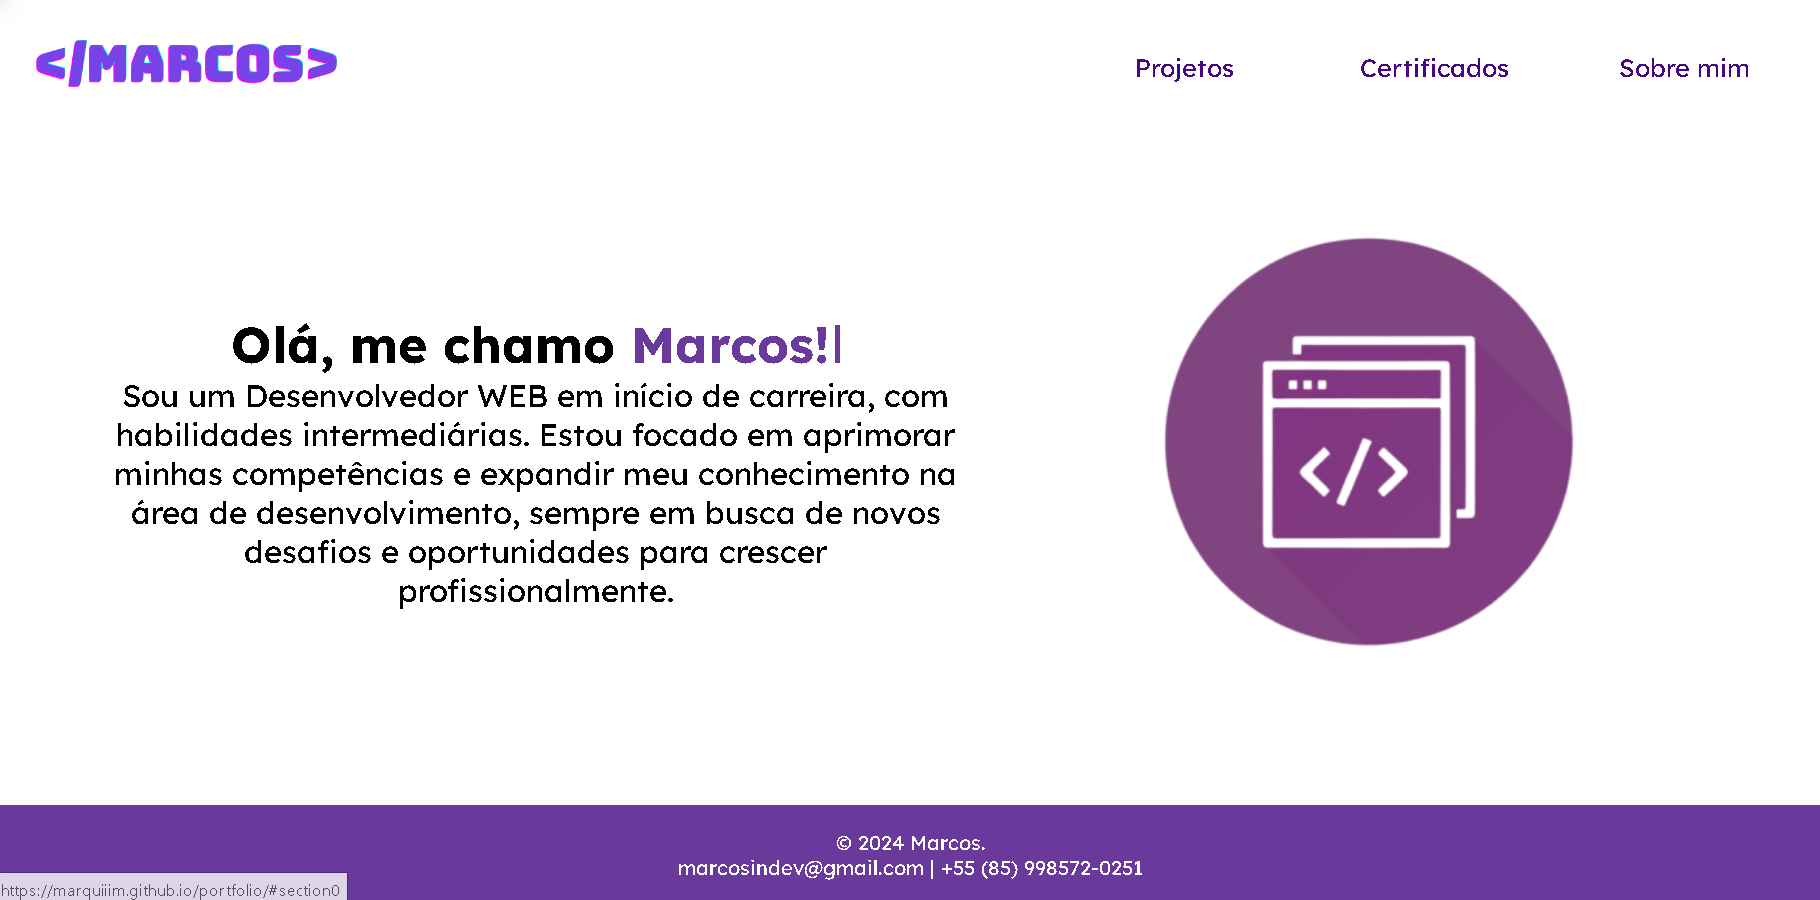 </MARCOS>
Projetos
Certificados
Sobre mim
Olá, me chamo Marcos!|
Sou um Desenvolvedor WEB em início de carreira, com
habilidades intermediárias. Estou focado em aprimorar
minhas competências e expandir meu conhecimento na
área de desenvolvimento, sempre em busca de novos
desafios e oportunidades para crescer
profissionalmente.
</>
© 2024 Marcos.
marcosindev@gmail.com | +55 (85) 998572-0251
https://marquiiim.github.io/portfolio/#section0